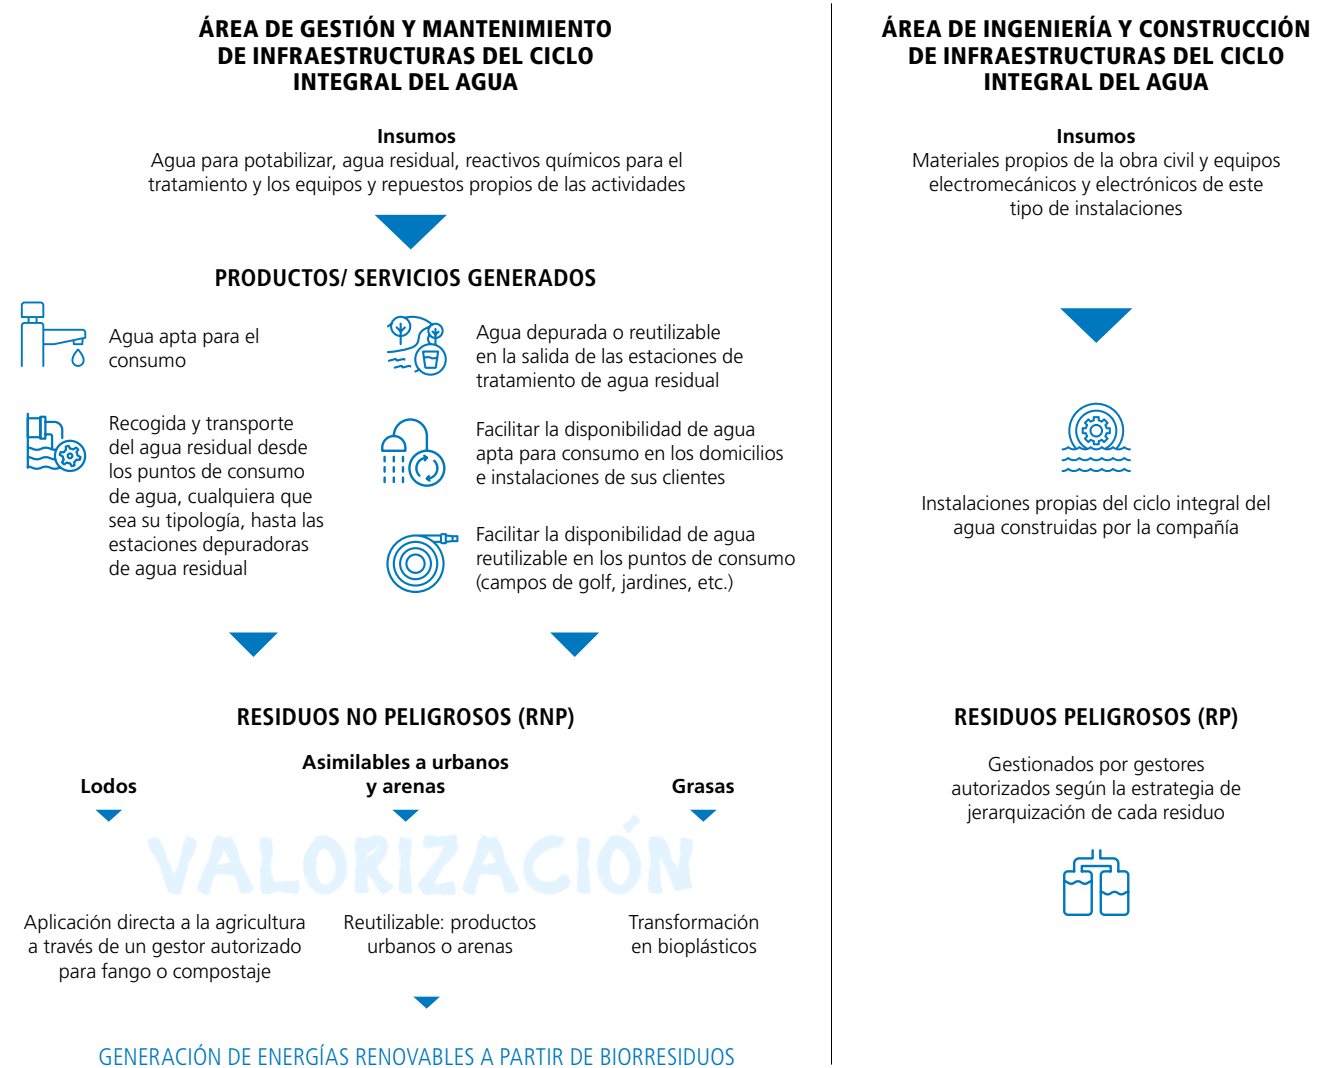 ÁREA DE GESTIÓN Y MANTENIMIENTO
DE INFRAESTRUCTURAS DEL CICLO
INTEGRAL DEL AGUA
Insumos
Agua para potabilizar, agua residual, reactivos químicos para el
tratamiento y los equipos y repuestos propios de las actividades
PRODUCTOS/ SERVICIOS GENERADOS
Agua apta para el
consumo
Recogida y transporte
del agua residual desde
los puntos de consumo
de agua, cualquiera que
sea su tipología, hasta las
estaciones depuradoras
de agua residual
Agua depurada o reutilizable
en la salida de las estaciones de
tratamiento de agua residual
Facilitar la disponibilidad de agua
apta para consumo en los domicilios
e instalaciones de sus clientes
Facilitar la disponibilidad de agua
reutilizable en los puntos de consumo
(campos de golf, jardines, etc.)
RESIDUOS NO PELIGROSOS (RNP)
Lodos
Asimilables a urbanos
y arenas
Grasas
VALORIZACIÓN
Aplicación directa a la agricultura
a través de un gestor autorizado
para fango o compostaje
Reutilizable: productos
urbanos o arenas
Transformación
en bioplásticos
GENERACIÓN DE ENERGÍAS RENOVABLES A PARTIR DE BIORRESIDUOS
ÁREA DE INGENIERÍA Y CONSTRUCCIÓN
DE INFRAESTRUCTURAS DEL CICLO
INTEGRAL DEL AGUA
Insumos
Materiales propios de la obra civil y equipos
electromecánicos y electrónicos de este
tipo de instalaciones
Instalaciones propias del ciclo integral del
agua construidas por la compañía
RESIDUOS PELIGROSOS (RP)
Gestionados por gestores
autorizados según la estrategia de
jerarquización de cada residuo